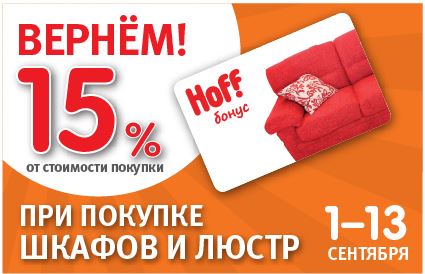 ВЕРНЁМ!
15%
от стоимости покупки
Hoff
бонус
ПРИ ПОКУПКЕ
ШКАФОВ И ЛЮСТР
1–13
СЕНТЯБРЯ